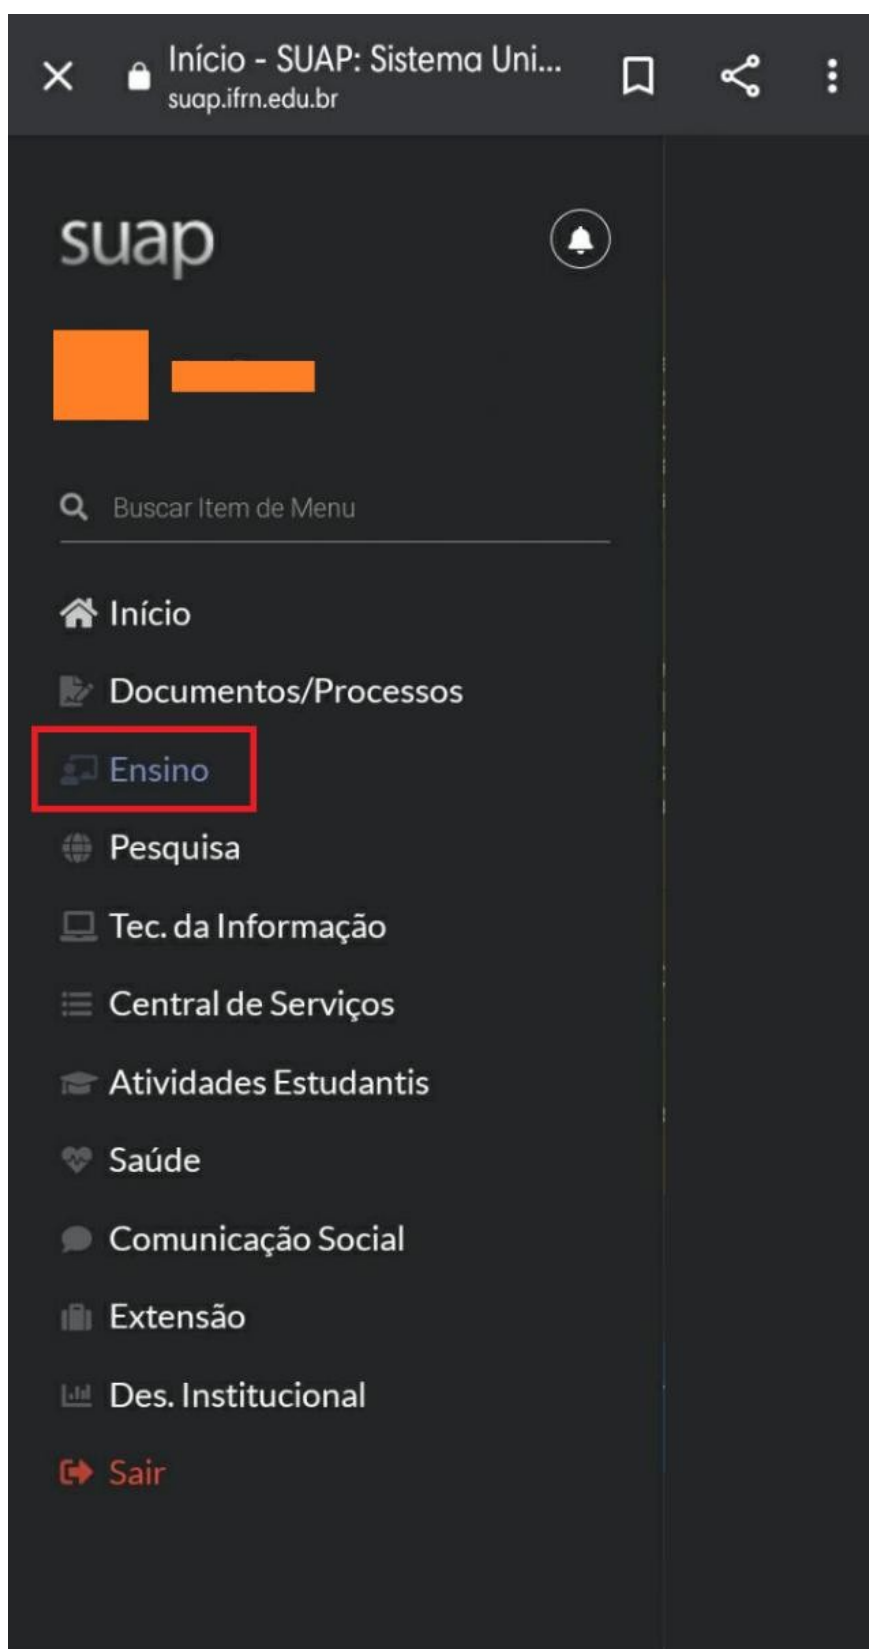 Início - SUAP: Sistema Uni...
suap.ifrn.edu.br
suap
Buscar Item de Menu
Início
Documentos/Processos
Ensino
Pesquisa
Tec. da Informação
Central de Serviços
Atividades Estudantis
Saúde
Comunicação Social
Extensão
Des. Institucional
Sair